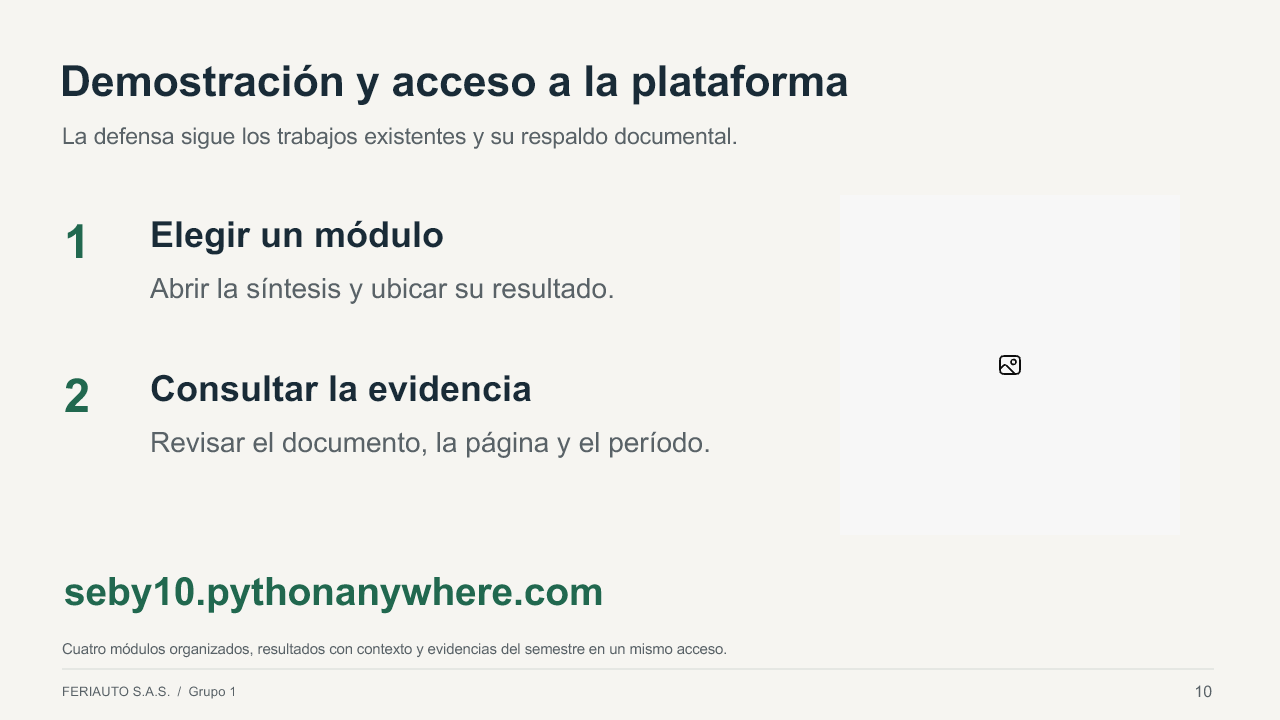 Demostración y acceso a la plataforma
La defensa sigue los trabajos existentes y su respaldo documental.
1
Elegir un módulo
Abrir la síntesis y ubicar su resultado.
2
Consultar la evidencia
Revisar el documento, la página y el período.
seby10.pythonanywhere.com
Cuatro módulos organizados, resultados con contexto y evidencias del semestre en un mismo acceso.
FERIAUTO S.A.S. / Grupo 1
10